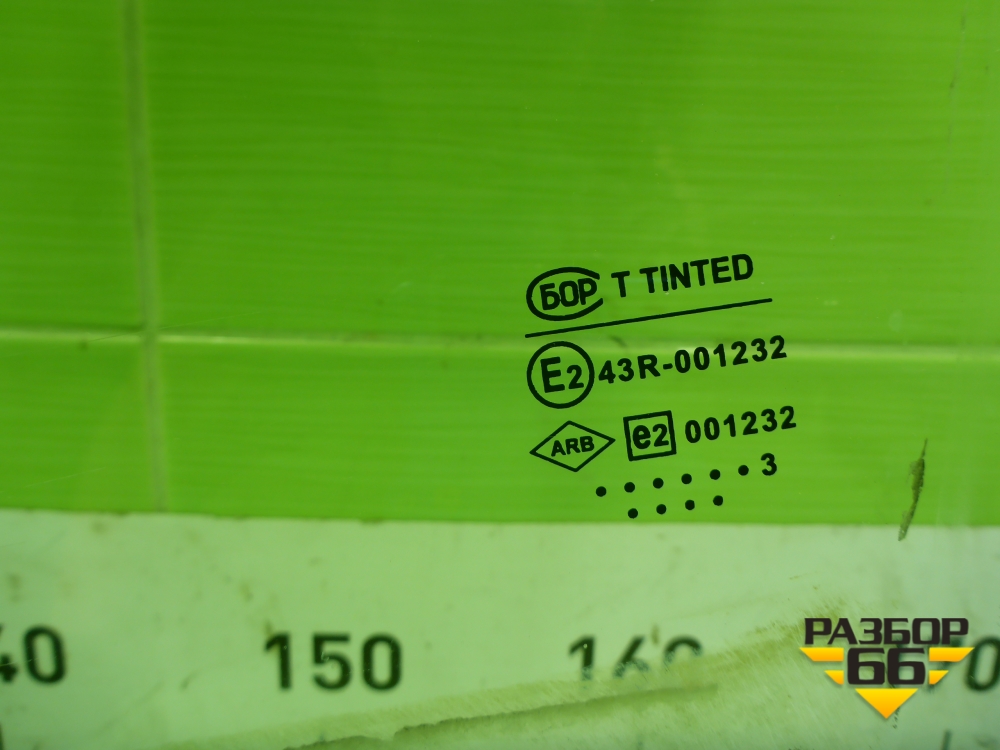 БОР T TINTED
E2 43R-001232
ARB e2 001232
3
150
РАЗБОР
66